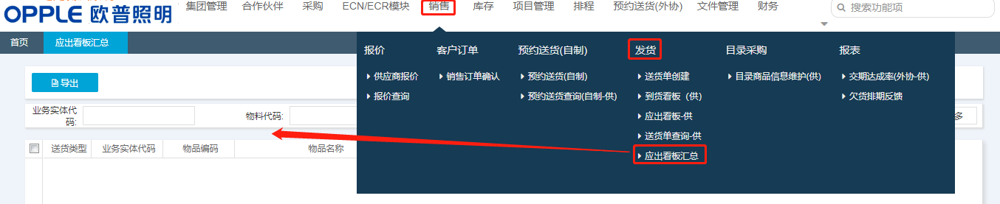 OPPLE 欧普照明
集团管理 合作伙伴 采购 ECN/ECR模块 销售 库存 项目管理 排程 预约送货(外协) 文件管理 财务
搜索功能项
首页 应出看板汇总
导出
业务实体代码:
物料代码:
多
送货类型 业务实体代码 物品编码 物品名称
报价
供应商报价
报价查询
客户订单
销售订单确认
预约送货(自制)
预约送货(自制)
预约送货查询(自制-供)
发货
送货单创建
到货看板（供）
应出看板-供
送货单查询-供
应出看板汇总
目录采购
目录商品信息维护(供)
报表
交期达成率(外协-供)
欠货排期反馈